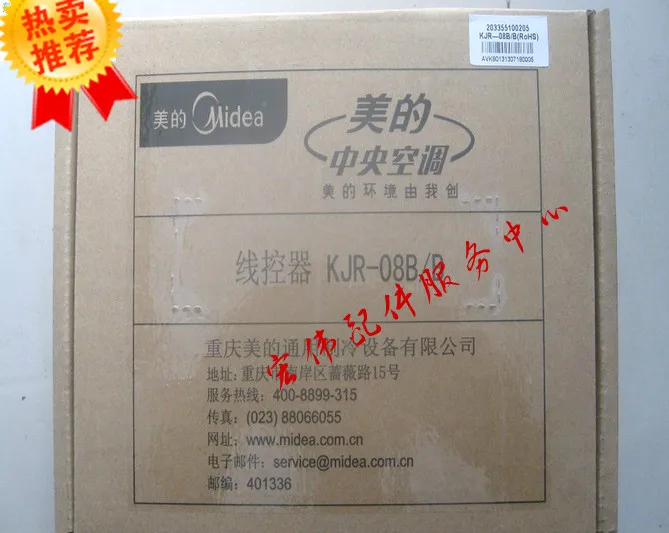 热卖
推荐
203355100205
KJR—08B/B(RoHS)
AVK80131307180005
美的 Midea
美的
中央空调
美的环境由我创
线控器 KJR-08B/B
宏伟配件服务中心
重庆美的通用制冷设备有限公司
地址: 重庆市南岸区蔷薇路15号
服务热线: 400-8899-315
传真: (023) 88066055
网址: www.midea.com.cn
电子邮件: service@midea.com.cn
邮编: 401336